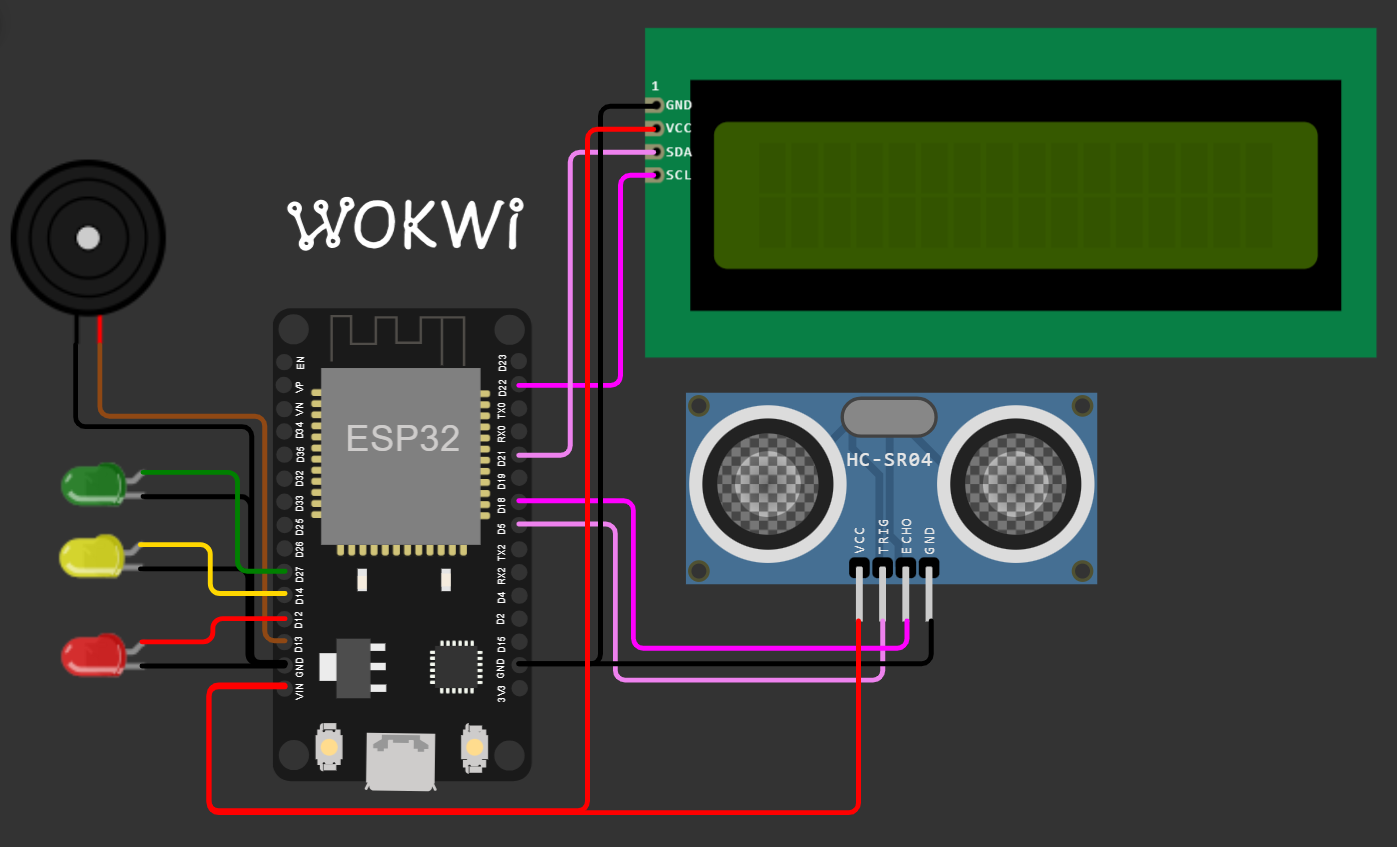 1
GND
VCC
SDA
SCL
WOKWi
EN
VP
VN
D34
D35
D32
D33
D25
D26
D27
D14
D12
D13
GND
VIN
ESP32
D23
D22
TX0
RX0
D21
D19
D18
D5
TX2
RX2
D4
D2
D15
GND
3V3
HC-SR04
VCC
TRIG
ECHO
GND